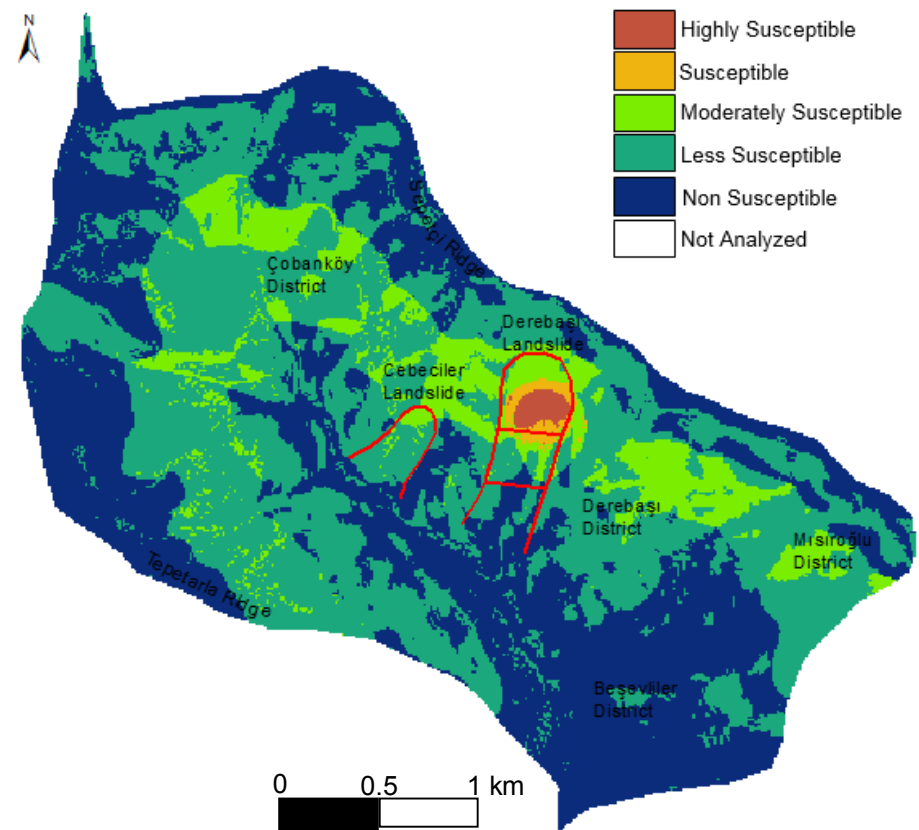 N
Highly Susceptible
Susceptible
Moderately Susceptible
Less Susceptible
Non Susceptible
Not Analyzed
Ridge
Çobanköy
District
Derebaşı
Landslide
Cebeciler
Landslide
Derebaşı
District
Mısıroğlu
District
Tepetarla Ridge
Beşevliler
District
0 0.5 1 km